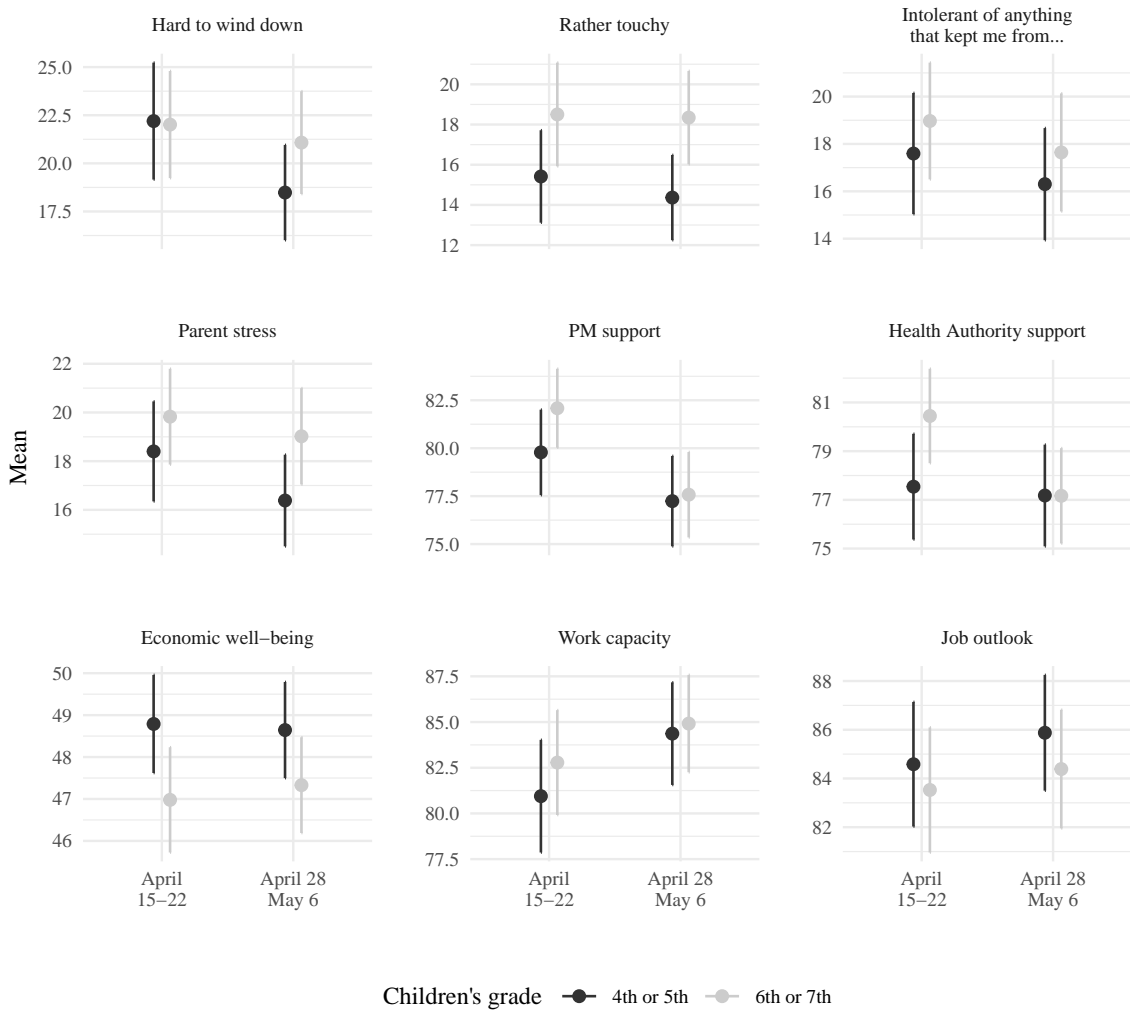 Hard to wind down
Rather touchy
Intolerant of anything
that kept me from...
25.0
22.5
20.0
17.5
20
18
16
14
12
20
18
16
14
Parent stress
PM support
Health Authority support
22
20
18
16
82.5
80.0
77.5
75.0
81
79
77
75
Mean
Economic well−being
Work capacity
Job outlook
50
49
48
47
46
87.5
85.0
82.5
80.0
77.5
88
86
84
82
April
15−22
April 28
May 6
April
15−22
April 28
May 6
April
15−22
April 28
May 6
Children's grade
4th or 5th
6th or 7th